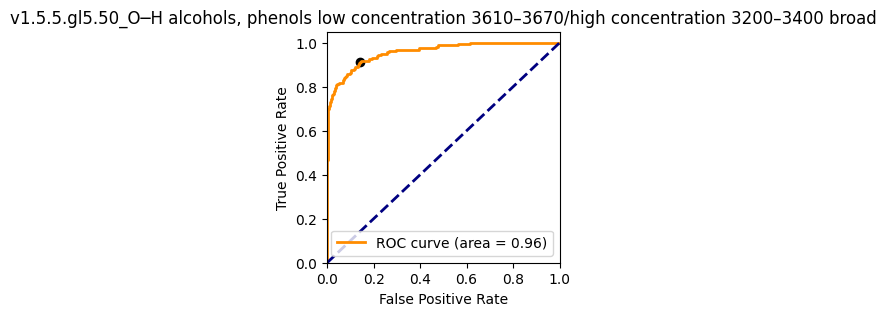 v1.5.5.gl5.50_O─H alcohols, phenols low concentration 3610–3670/high concentration 3200–3400 broad
1.0
0.8
0.6
0.4
0.2
0.0
True Positive Rate
ROC curve (area = 0.96)
0.0 0.2 0.4 0.6 0.8 1.0
False Positive Rate